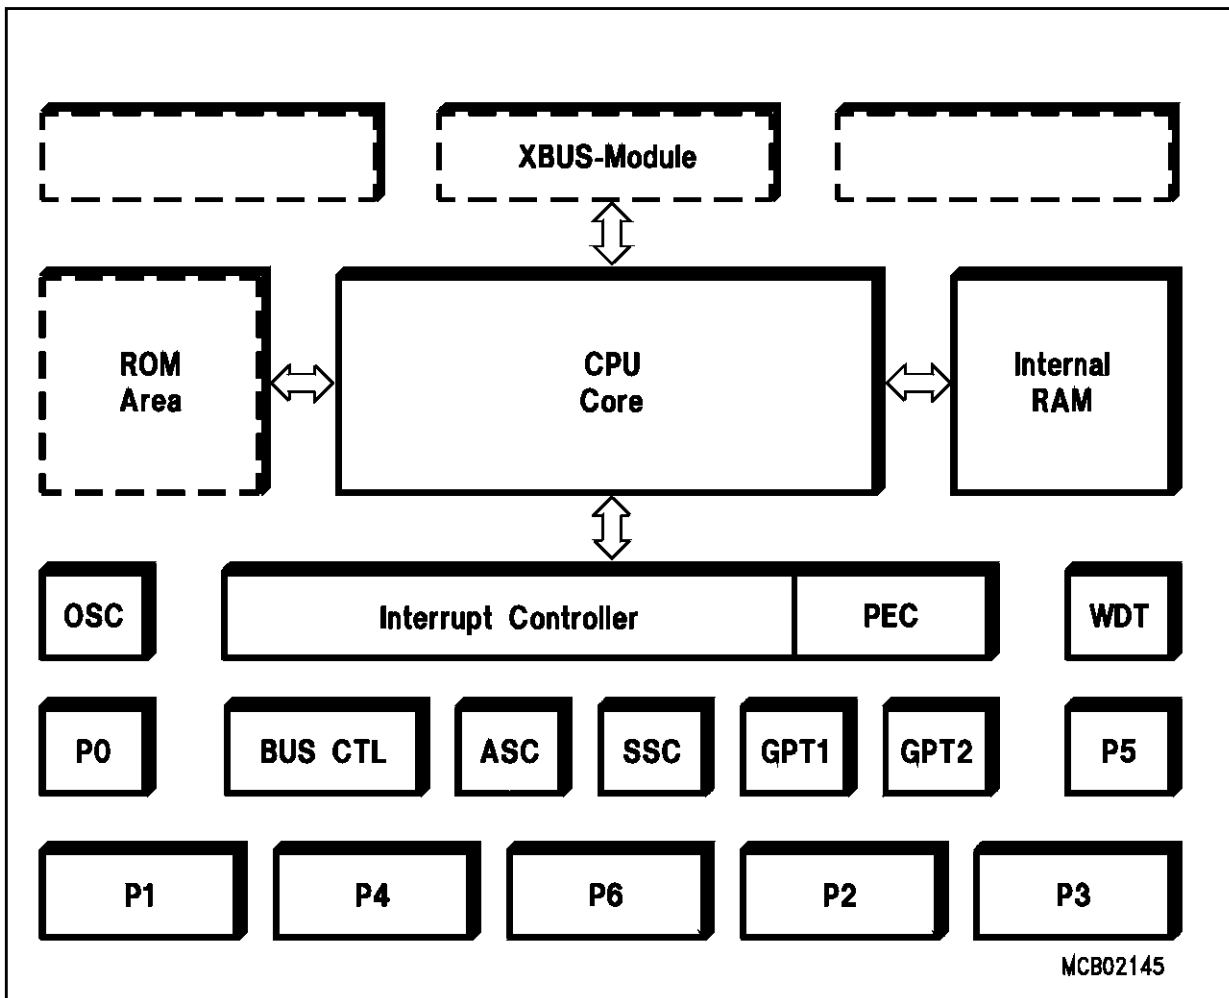 XBUS-Module
ROM
Area
CPU
Core
Internal
RAM
OSC
Interrupt Controller
PEC
WDT
P0
BUS CTL
ASC
SSC
GPT1
GPT2
P5
P1
P4
P6
P2
P3
MCB02145